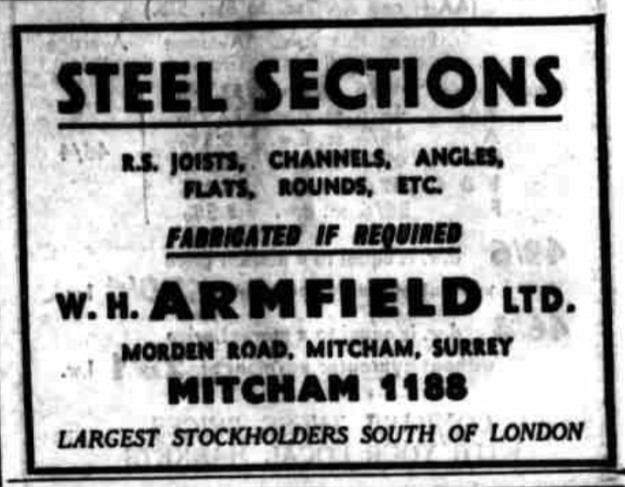 STEEL SECTIONS
R.S. JOISTS, CHANNELS, ANGLES,
FLATS, ROUNDS, ETC.
FABRICATED IF REQUIRED
W. H. ARMFIELD LTD.
MORDEN ROAD, MITCHAM, SURREY
MITCHAM 1188
LARGEST STOCKHOLDERS SOUTH OF LONDON